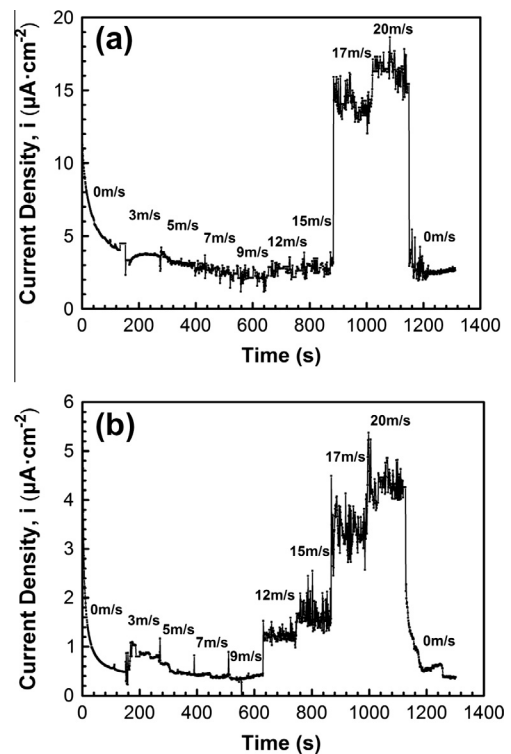 (a)
20
15
10
5
0
Current Density, i (µA·cm-2)
0m/s
3m/s
5m/s
7m/s
9m/s
12m/s
15m/s
17m/s
20m/s
0m/s
0 200 400 600 800 1000 1200 1400
Time (s)
(b)
6
5
4
3
2
1
0
Current Density, i (µA·cm-2)
0m/s
3m/s
5m/s
7m/s
9m/s
12m/s
15m/s
17m/s
20m/s
0m/s
0 200 400 600 800 1000 1200 1400
Time (s)